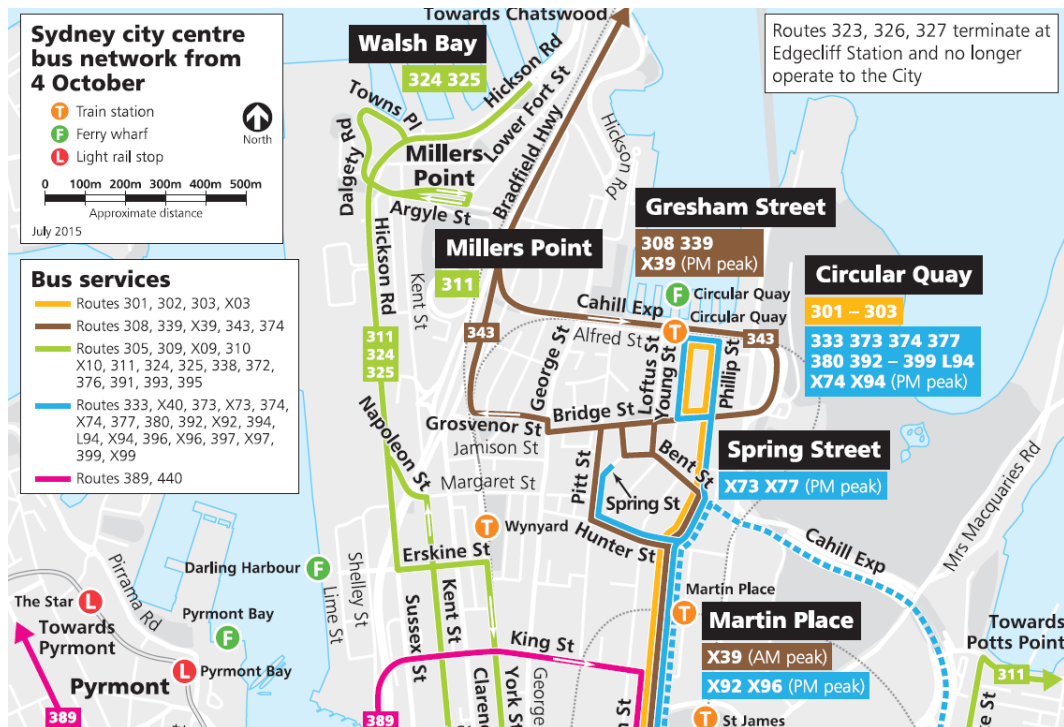 Sydney city centre
bus network from
4 October
T Train station
F Ferry wharf
L Light rail stop
North
0 100m 200m 300m 400m 500m
Approximate distance
July 2015
Bus services
Routes 301, 302, 303, X03
Routes 308, 339, X39, 343, 374
Routes 305, 309, X09, 310
X10, 311, 324, 325, 338, 372,
376, 391, 393, 395
Routes 333, X40, 373, X73, 374,
X74, 377, 380, 392, X92, 394,
L94, X94, 396, X96, 397, X97,
399, X99
Routes 389, 440
Towards Chatswood
Routes 323, 326, 327 terminate at
Edgecliff Station and no longer
operate to the City
Walsh Bay
324 325
Hickson Rd
Towns Pl
Lower Fort St
Dalgety Rd
Millers
Point
Bradfield Hwy
Hickson Rd
Argyle St
Hickson Rd
Kent St
Millers Point
311
Gresham Street
308 339
X39 (PM peak)
Circular Quay
301 – 303
333 373 374 377
380 392 – 399 L94
X74 X94 (PM peak)
Cahill Exp
F Circular Quay
T Circular Quay
Alfred St
343
343
311
324
325
George St
Loftus St
Young St
Phillip St
Bridge St
Grosvenor St
Jamison St
Napoleon St
Margaret St
Pitt St
Bent St
Spring St
Spring Street
X73 X77 (PM peak)
T Wynyard
Hunter St
Erskine St
Cahill Exp
Mrs Macquaries Rd
Darling Harbour F
Shelley St
Lime St
Pirrama Rd
The Star L
Towards
Pyrmont
Pyrmont Bay
F
L Pyrmont Bay
Pyrmont
389
389
Sussex St
Kent St
King St
Claren
York St
George
Martin Place
T
Martin Place
X39 (AM peak)
X92 X96 (PM peak)
T St James
n St
Towards
Potts Point
311
e St